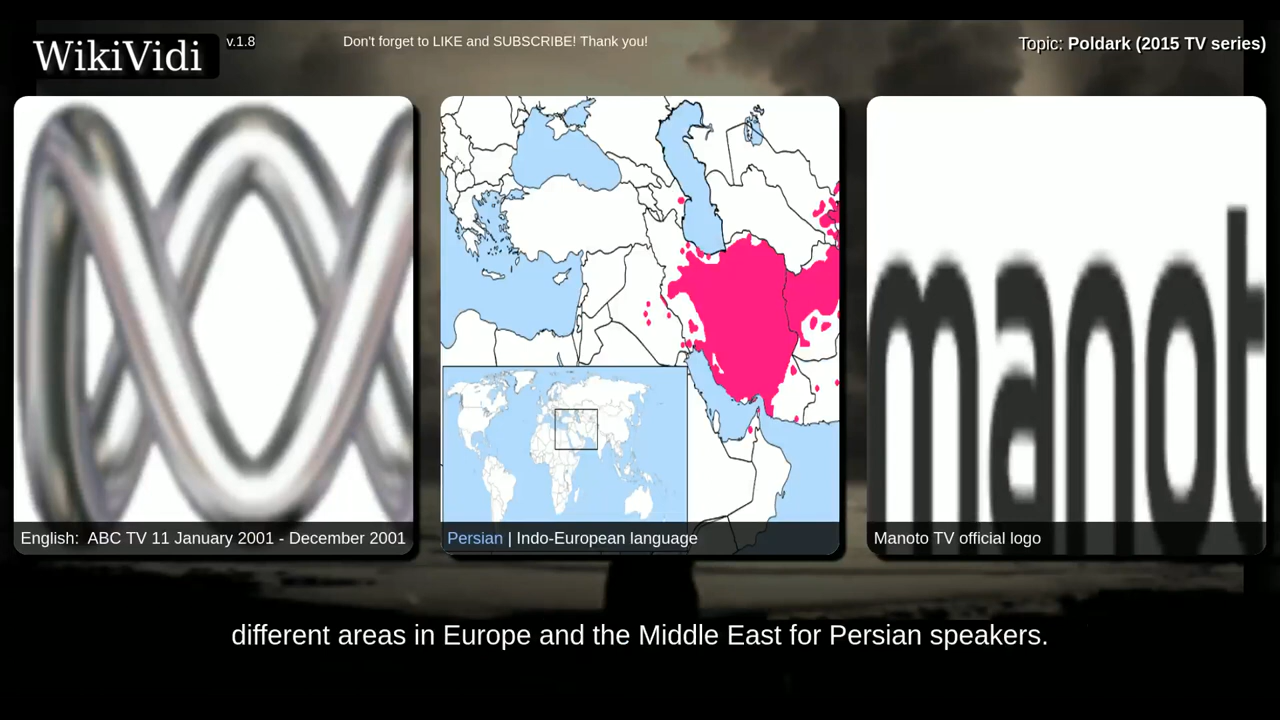 WikiVidi
v.1.8
Don't forget to LIKE and SUBSCRIBE! Thank you!
Topic: Poldark (2015 TV series)
manot
English:  ABC TV 11 January 2001 - December 2001
Persian | Indo-European language
Manoto TV official logo
different areas in Europe and the Middle East for Persian speakers.